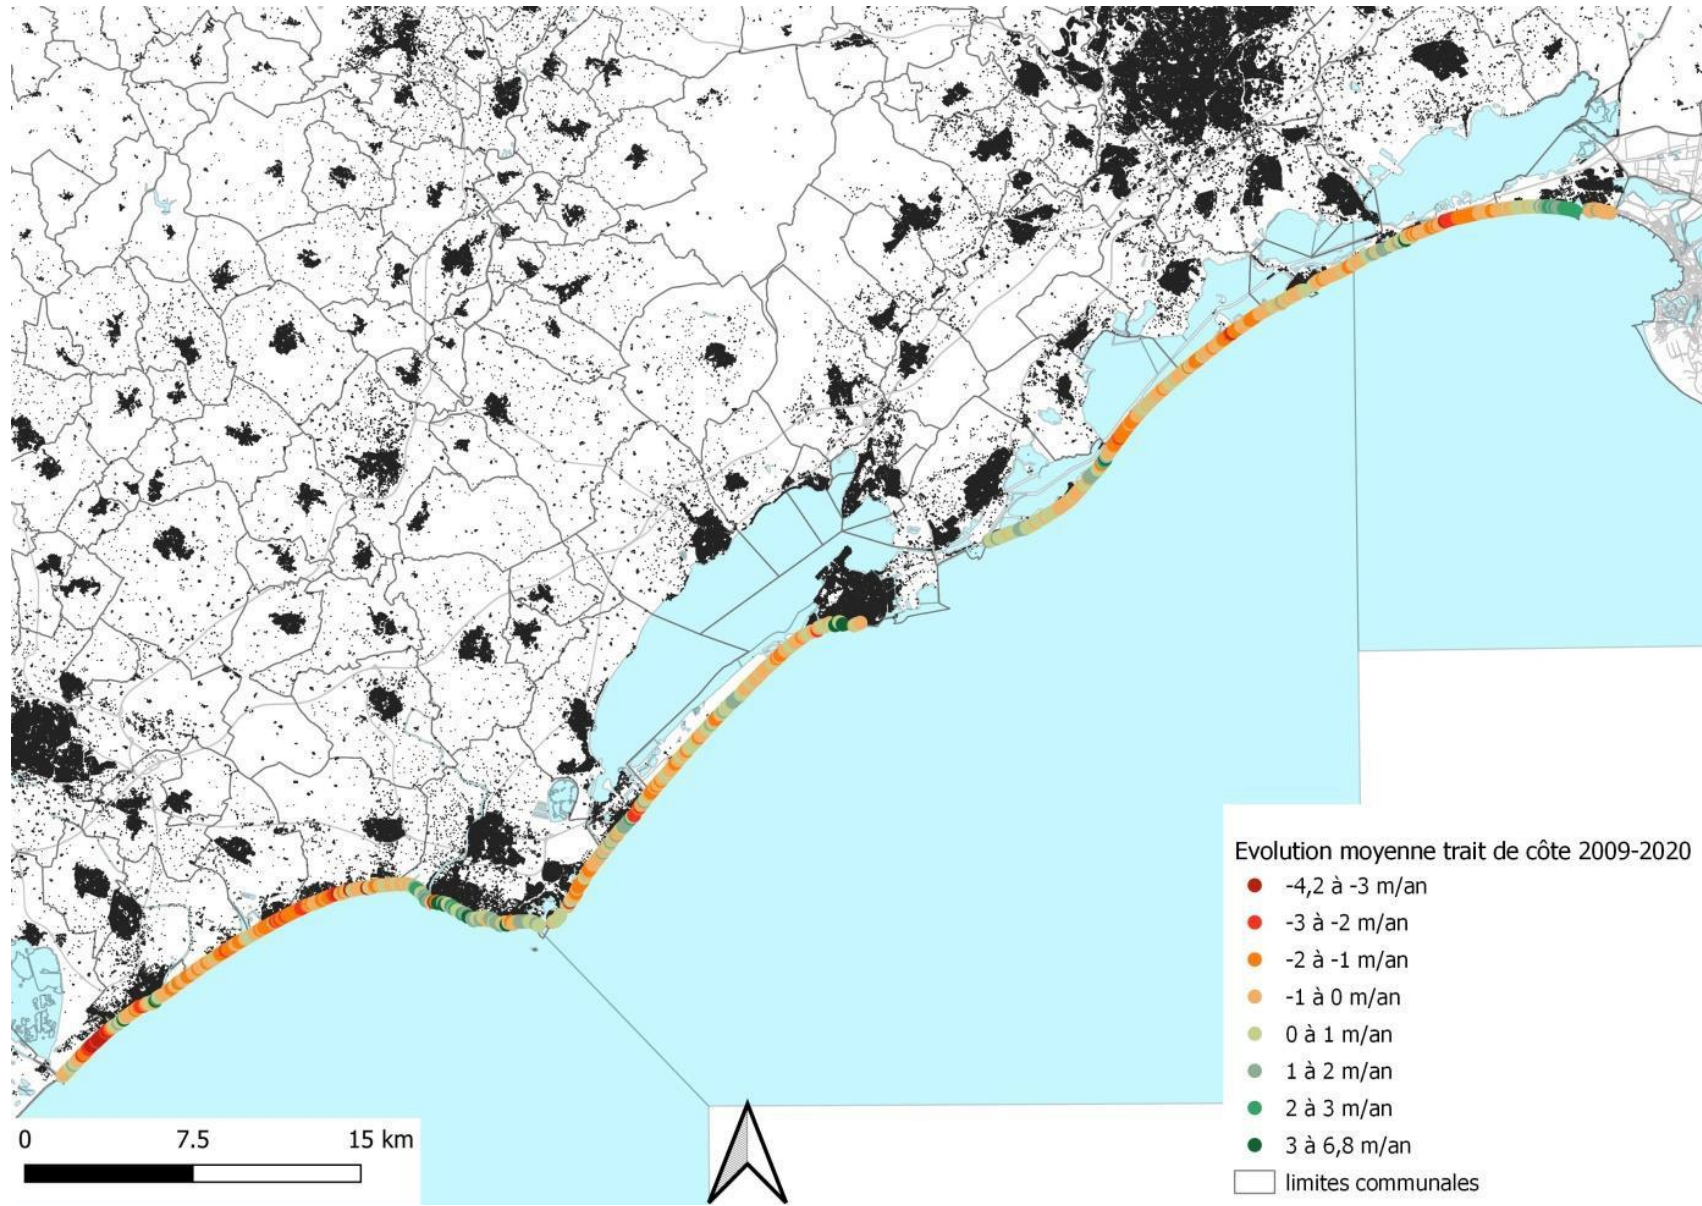 Evolution moyenne trait de côte 2009-2020
-4,2 à -3 m/an
-3 à -2 m/an
-2 à -1 m/an
-1 à 0 m/an
0 à 1 m/an
1 à 2 m/an
2 à 3 m/an
3 à 6,8 m/an
limites communales
0 7.5 15 km